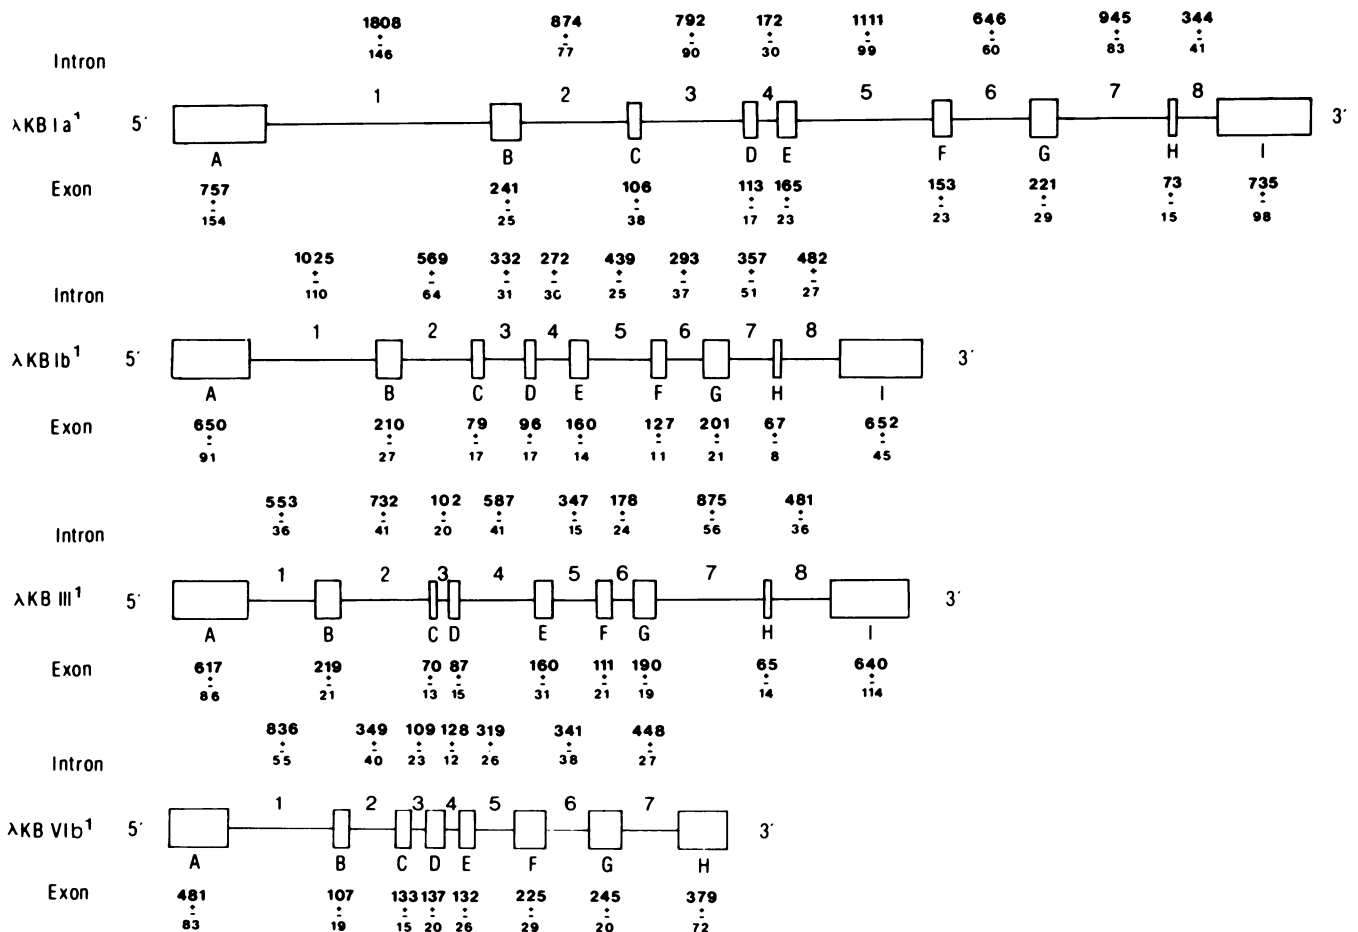 1808 874 792 172 1111 646 945 344
± ± ± ± ± ± ± ±
146 77 90 30 99 60 83 41
Intron
1 2 3 4 5 6 7 8
λKB Ia¹ 5´ 3´
A B C D E F G H I
Exon 757 241 106 113 165 153 221 73 735
± ± ± ± ± ± ± ± ±
154 25 38 17 23 23 29 15 98
1025 569 332 272 439 293 357 482
± ± ± ± ± ± ± ±
Intron 110 64 31 30 25 37 51 27
1 2 3 4 5 6 7 8
λKB Ib¹ 5´ 3´
A B C D E F G H I
Exon 650 210 79 96 160 127 201 67 652
± ± ± ± ± ± ± ± ±
91 27 17 17 14 11 21 8 45
553 732 102 587 347 178 875 481
± ± ± ± ± ± ± ±
36 41 20 41 15 24 56 36
Intron
1 2 3 4 5 6 7 8
λKB III¹ 5´ 3´
A B C D E F G H I
Exon 617 219 70 87 160 111 190 65 640
± ± ± ± ± ± ± ± ±
86 21 13 15 31 21 19 14 114
836 349 109 128 319 341 448
± ± ± ± ± ± ±
55 40 23 12 26 38 27
Intron
1 2 3 4 5 6 7
λKB VIb¹ 5´ 3´
A B C D E F G H
Exon 481 107 133 137 132 225 245 379
± ± ± ± ± ± ± ±
83 19 15 20 26 29 20 72